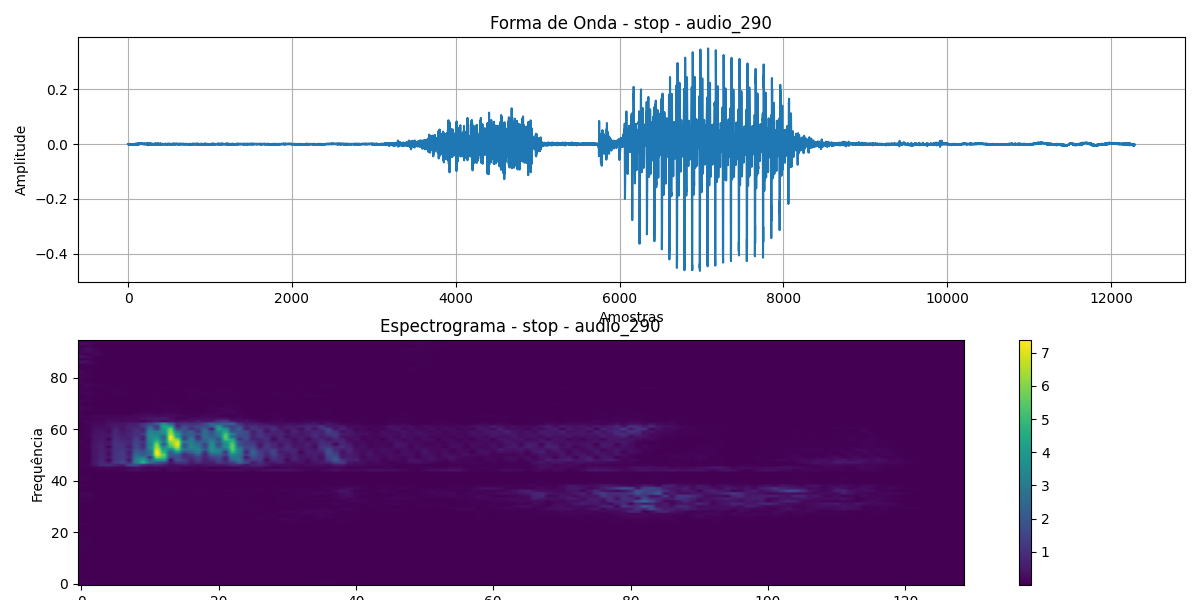 Forma de Onda - stop - audio_290
Amplitude
0.2
0.0
−0.2
−0.4
0 2000 4000 6000 8000 10000 12000
Amostras
Espectrograma - stop - audio_290
Frequência
80
60
40
20
0
0 20 40 60 80 100 120
7
6
5
4
3
2
1